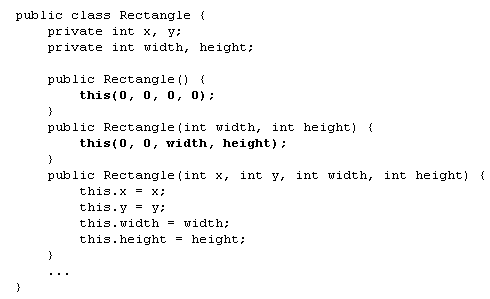 public class Rectangle {
    private int x, y;
    private int width, height;

    public Rectangle() {
        this(0, 0, 0, 0);
    }
    public Rectangle(int width, int height) {
        this(0, 0, width, height);
    }
    public Rectangle(int x, int y, int width, int height) {
        this.x = x;
        this.y = y;
        this.width = width;
        this.height = height;
    }
    ...
}